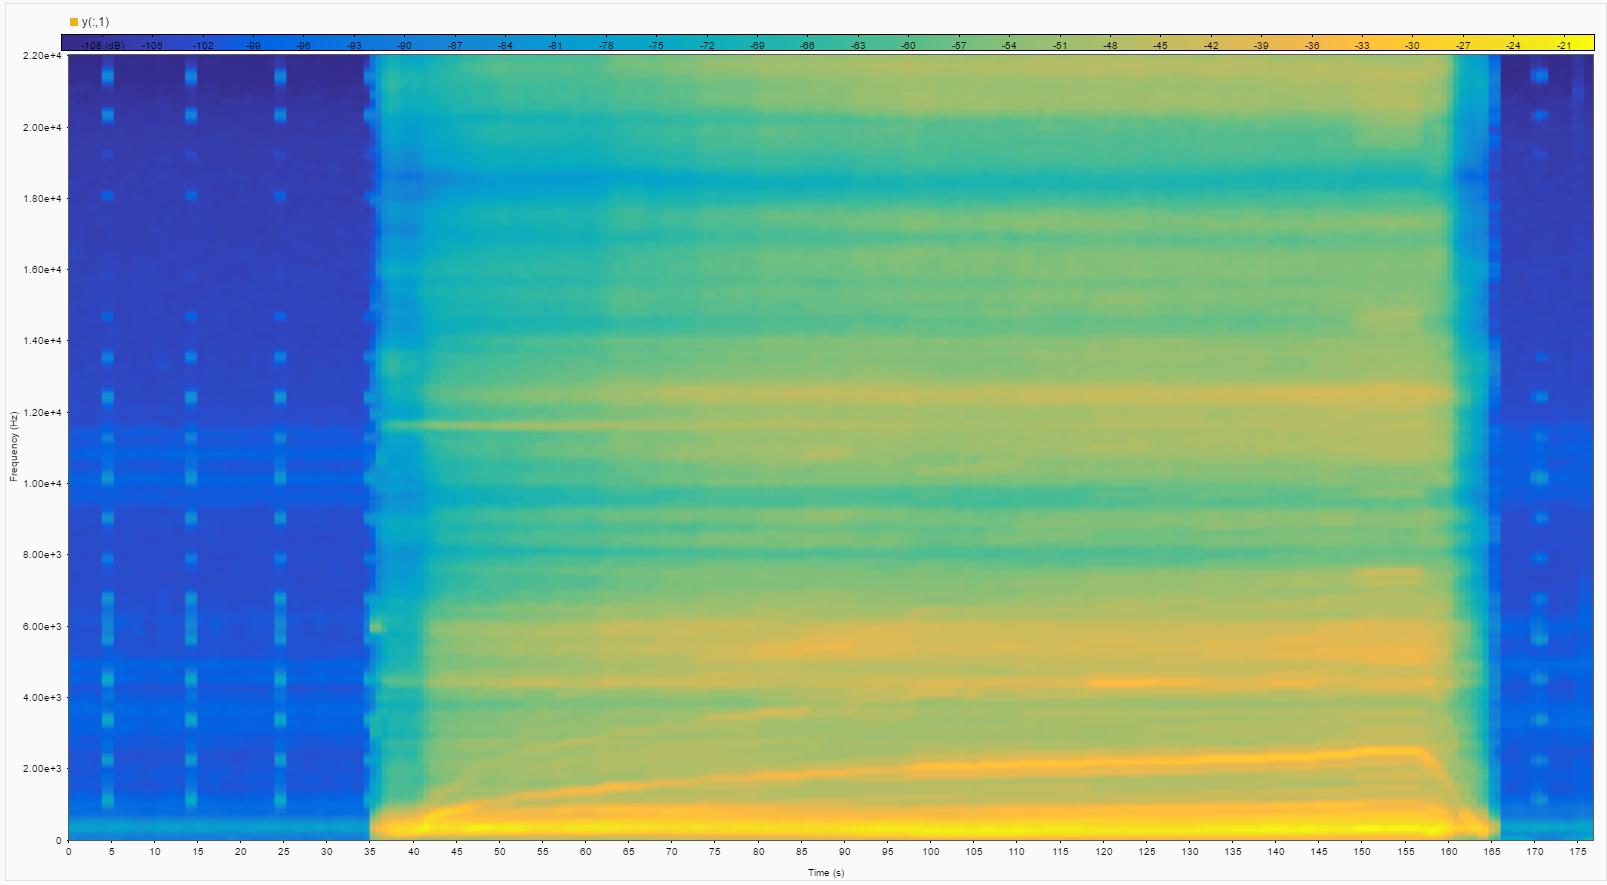 y(:,1)
-108 (dB) -105 -102 -99 -96 -93 -90 -87 -84 -81 -78 -75 -72 -69 -66 -63 -60 -57 -54 -51 -48 -45 -42 -39 -36 -33 -30 -27 -24 -21
2.20e+4
2.00e+4
1.80e+4
1.60e+4
1.40e+4
1.20e+4
1.00e+4
8.00e+3
6.00e+3
4.00e+3
2.00e+3
0
Frequency (Hz)
0 5 10 15 20 25 30 35 40 45 50 55 60 65 70 75 80 85 90 95 100 105 110 115 120 125 130 135 140 145 150 155 160 165 170 175
Time (s)